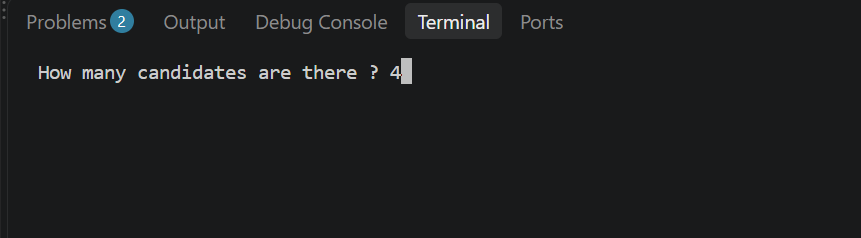 Problems 2 Output Debug Console Terminal Ports
How many candidates are there ? 4